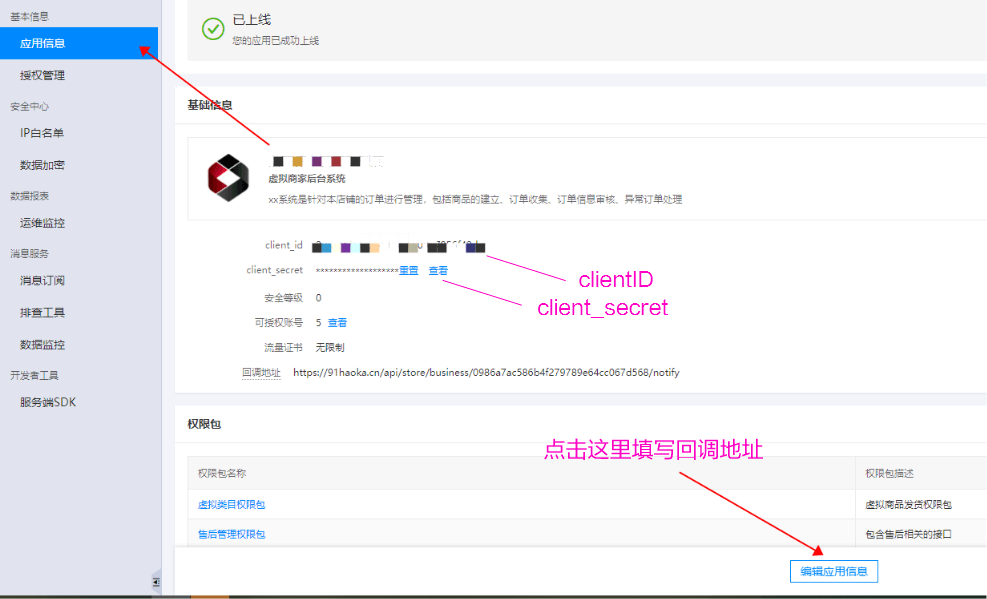 基本信息
应用信息
授权管理
安全中心
IP白名单
数据加密
数据报表
运维监控
消息服务
消息订阅
排查工具
数据监控
开发者工具
服务端SDK
已上线
您的应用已成功上线
基础信息
虚拟商家后台系统
xx系统是针对本店铺的订单进行管理，包括商品的建立、订单收集、订单信息审核、异常订单处理
client_id
client_secret ******************* 重置 查看
安全等级 0
可授权账号 5 查看
流量证书 无限制
回调地址 https://91haoka.cn/api/store/business/0986a7ac586b4f279789e64cc067d568/notify
clientID
client_secret
权限包
点击这里填写回调地址
权限包名称 权限包描述
虚拟类目权限包 虚拟商品发货权限包
售后管理权限包 包含售后相关的接口
编辑应用信息